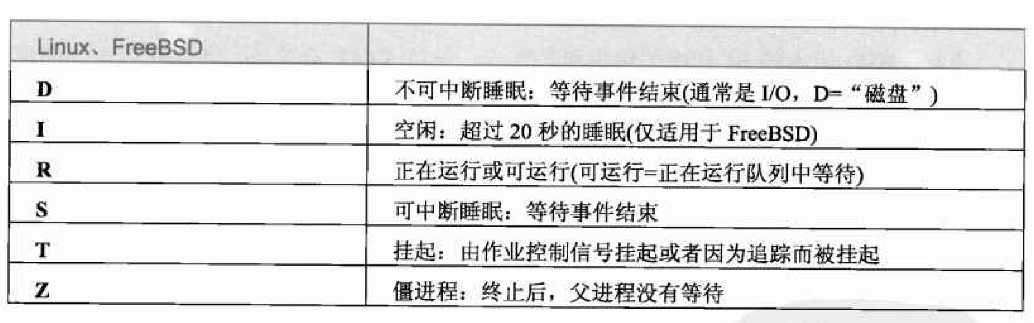 Linux、FreeBSD
D 不可中断睡眠：等待事件结束(通常是 I/O，D=“磁盘”)
I 空闲：超过 20 秒的睡眠(仅适用于 FreeBSD)
R 正在运行或可运行(可运行=正在运行队列中等待)
S 可中断睡眠：等待事件结束
T 挂起：由作业控制信号挂起或者因为追踪而被挂起
Z 僵进程：终止后，父进程没有等待